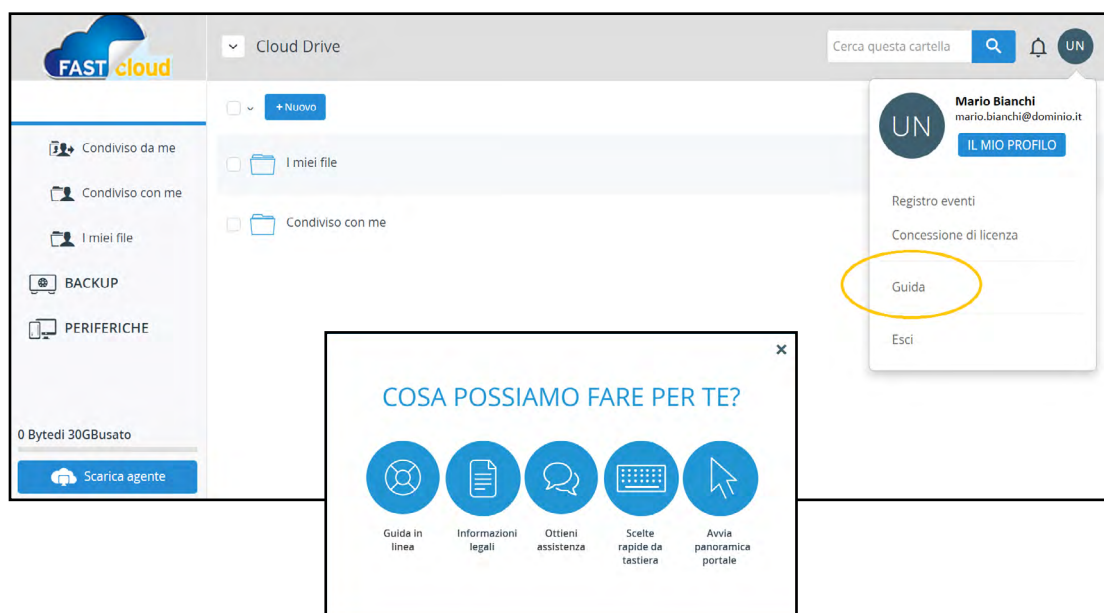 FAST cloud
Cloud Drive
Cerca questa cartella
UN
+Nuovo
Mario Bianchi
mario.bianchi@dominio.it
UN
IL MIO PROFILO
Condiviso da me
I miei file
Condiviso con me
Registro eventi
Condiviso con me
Concessione di licenza
I miei file
BACKUP
Guida
PERIFERICHE
Esci
COSA POSSIAMO FARE PER TE?
0 Bytedi 30GBusato
Scarica agente
Guida in
linea
Informazioni
legali
Ottieni
assistenza
Scelte
rapide da
tastiera
Avvia
panoramica
portale